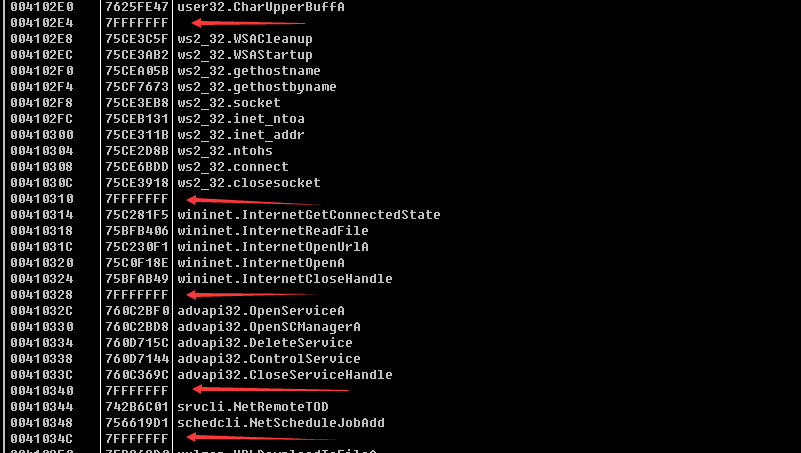 004102E0 7625FE47 user32.CharUpperBuffA
004102E4 7FFFFFFF
004102E8 75CE3C5F ws2_32.WSACleanup
004102EC 75CE3AB2 ws2_32.WSAStartup
004102F0 75CEA05B ws2_32.gethostname
004102F4 75CF7673 ws2_32.gethostbyname
004102F8 75CE3EB8 ws2_32.socket
004102FC 75CEB131 ws2_32.inet_ntoa
00410300 75CE311B ws2_32.inet_addr
00410304 75CE2D8B ws2_32.ntohs
00410308 75CE6BDD ws2_32.connect
0041030C 75CE3918 ws2_32.closesocket
00410310 7FFFFFFF
00410314 75C281F5 wininet.InternetGetConnectedState
00410318 75BFB406 wininet.InternetReadFile
0041031C 75C230F1 wininet.InternetOpenUrlA
00410320 75C0F18E wininet.InternetOpenA
00410324 75BFAB49 wininet.InternetCloseHandle
00410328 7FFFFFFF
0041032C 760C2BF0 advapi32.OpenServiceA
00410330 760C2BD8 advapi32.OpenSCManagerA
00410334 760D715C advapi32.DeleteService
00410338 760D7144 advapi32.ControlService
0041033C 760C369C advapi32.CloseServiceHandle
00410340 7FFFFFFF
00410344 742B6C01 srvcli.NetRemoteTOD
00410348 756619D1 schedcli.NetScheduleJobAdd
0041034C 7FFFFFFF